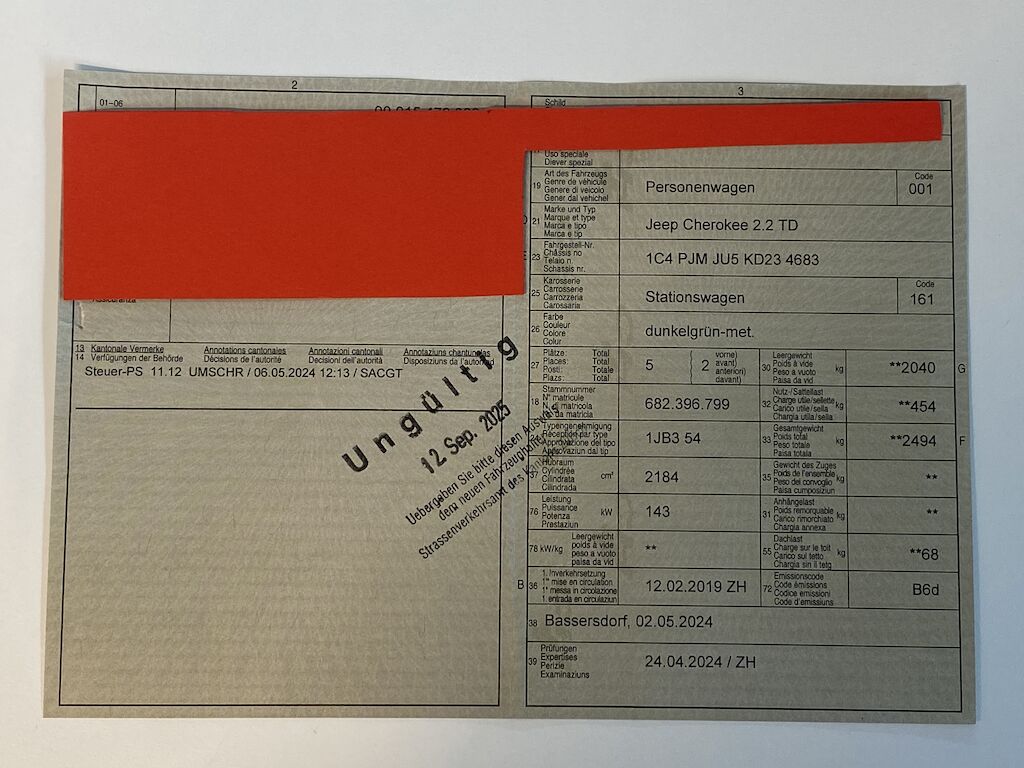 2
01-06
Assicuranza
13 Kantonale Vermerke Annotations cantonales Annotazioni cantonali Annotaziuns chantunalas
14 Verfügungen der Behörde Décisions de l'autorité Decisioni dell'autorità Disposiziuns da l'autoritad
Steuer-PS 11.12 UMSCHR / 06.05.2024 12:13 / SACGT
Ungültig
12 Sep. 2025
Uebergeben Sie bitte diesen Ausweis
dem neuen Fahrzeughalter
Strassenverkehrsamt des Kantons
3
Schild
Uso speciale
Diever spezial
19
Art des Fahrzeugs
Genre de véhicule
Genere di veicolo
Gener dal vehichel
Personenwagen
Code
001
D 21
Marke und Typ
Marque et type
Marca e tipo
Marca e tip
Jeep Cherokee 2.2 TD
E 23
Fahrgestell-Nr.
Châssis no
Telaio n.
Schassis nr.
1C4 PJM JU5 KD23 4683
25
Karosserie
Carrosserie
Carrozzeria
Carossaria
Stationswagen
Code
161
26
Farbe
Couleur
Colore
Colur
dunkelgrün-met.
27
Plätze: Total
Places: Total
Posti: Totale
Plazs: Total
5
2
vorne)
avant)
anteriori)
davant)
30
Leergewicht
Poids à vide
Peso a vuoto
Paisa da vid
kg
**2040
G
18
Stammnummer
N° matricule
N. di matricola
N. da matricla
682.396.799
32
Nutz-/Sattellast
Charge utile/sellette
Carico utile/sella
Chargia utila/sella
kg
**454
Typengenehmigung
Réception par type
Approvazione del tipo
Approvaziun dal tip
1JB3 54
33
Gesamtgewicht
Poids total
Peso totale
Paisa totala
kg
**2494
F
37
Hubraum
Cylindrée
Cilindrata
Cilindrada
cm³
2184
35
Gewicht des Zuges
Poids de l'ensemble
Peso del convoglio
Paisa cumposiziun
kg
**
76
Leistung
Puissance
Potenza
Prestaziun
kW
143
31
Anhängelast
Poids remorquable
Carico rimorchiato
Chargia annexa
kg
**
78 kW/kg
Leergewicht
poids à vide
peso a vuoto
paisa da vid
**
55
Dachlast
Charge sur le toit
Carico sul tetto
Chargia sin il tetg
kg
**68
B 36
1. Inverkehrsetzung
1re mise en circulation
1a messa in circolazione
1. entrada en circulaziun
12.02.2019 ZH
72
Emissionscode
Code émissions
Codice emissioni
Code d'emissiuns
B6d
38
Bassersdorf, 02.05.2024
39
Prüfungen
Expertises
Perizie
Examinaziuns
24.04.2024 / ZH